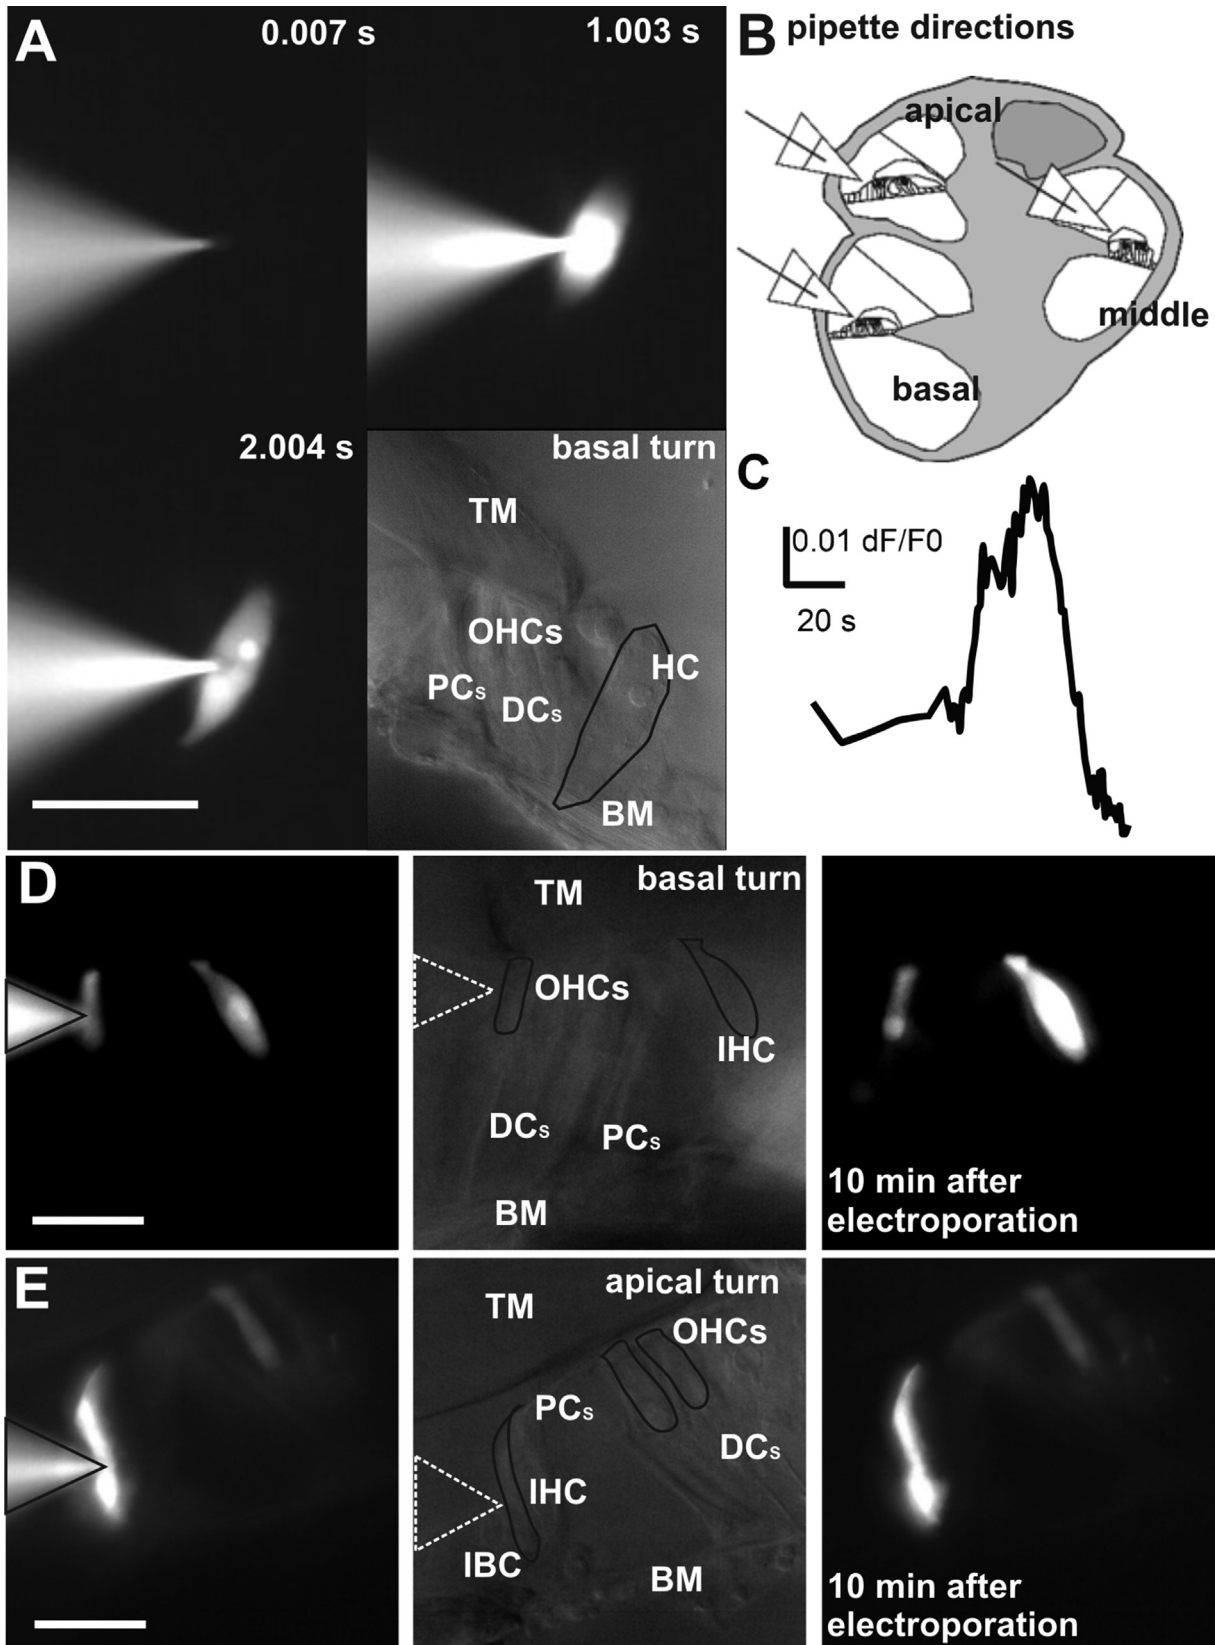 A
0.007 s
1.003 s
2.004 s
basal turn
TM
OHCs
HC
PCs
DCs
BM
B pipette directions
apical
middle
basal
C
0.01 dF/F0
20 s
D
basal turn
TM
OHCs
IHC
DCs
PCs
BM
10 min after
electroporation
E
apical turn
TM
OHCs
PCs
DCs
IHC
IBC
BM
10 min after
electroporation